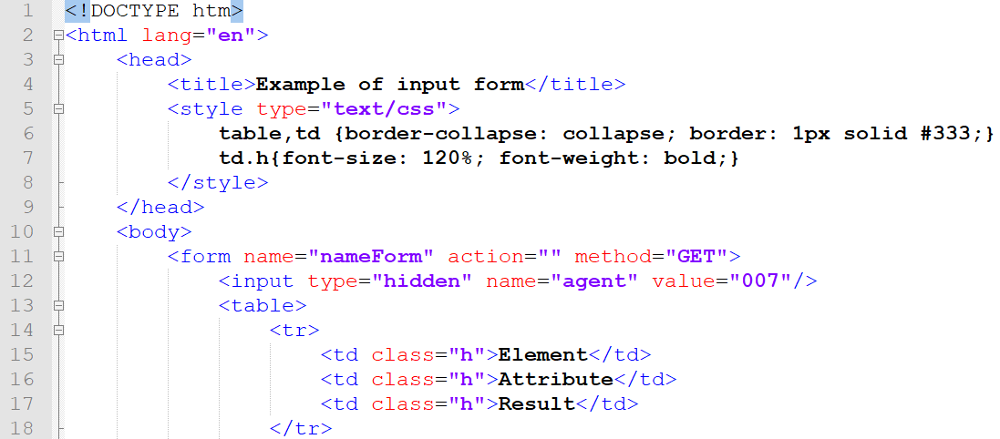 1 <!DOCTYPE htm>
2 <html lang="en">
3 <head>
4 <title>Example of input form</title>
5 <style type="text/css">
6 table,td {border-collapse: collapse; border: 1px solid #333;}
7 td.h{font-size: 120%; font-weight: bold;}
8 </style>
9 </head>
10 <body>
11 <form name="nameForm" action="" method="GET">
12 <input type="hidden" name="agent" value="007"/>
13 <table>
14 <tr>
15 <td class="h">Element</td>
16 <td class="h">Attribute</td>
17 <td class="h">Result</td>
18 </tr>